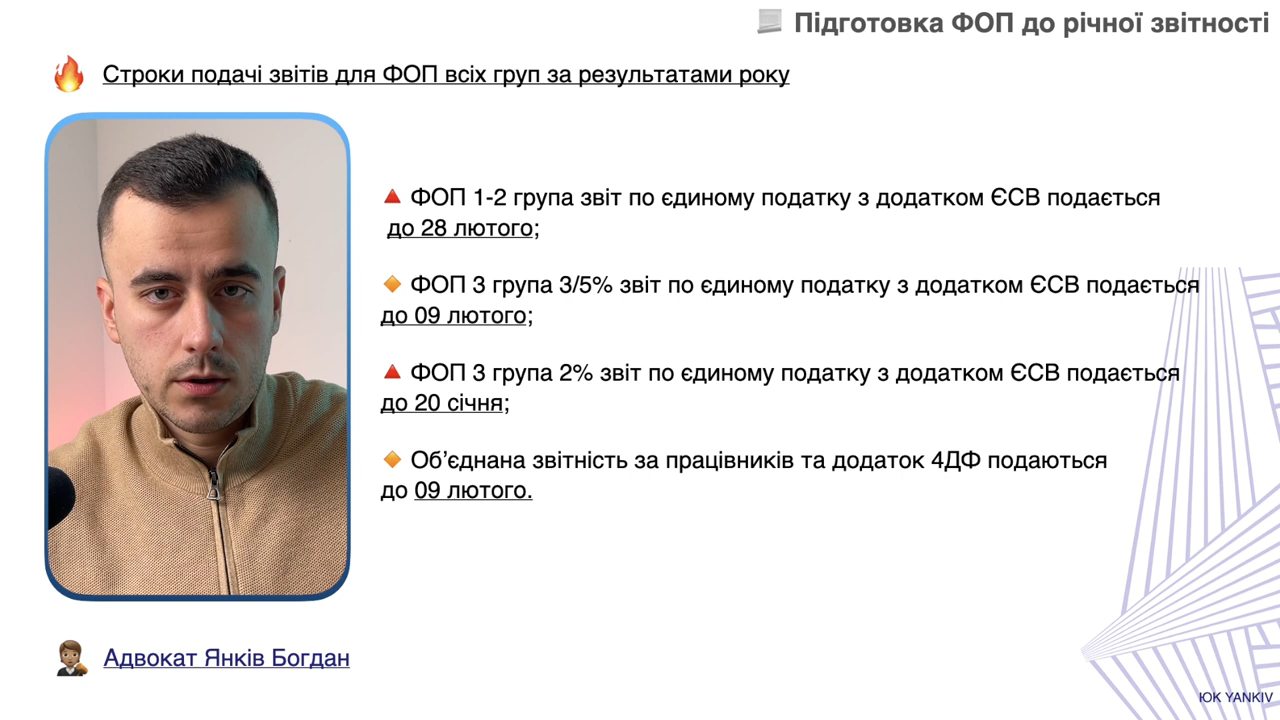 Підготовка ФОП до річної звітності
Строки подачі звітів для ФОП всіх груп за результатами року
ФОП 1-2 група звіт по єдиному податку з додатком ЄСВ подається
до 28 лютого;
ФОП 3 група 3/5% звіт по єдиному податку з додатком ЄСВ подається
до 09 лютого;
ФОП 3 група 2% звіт по єдиному податку з додатком ЄСВ подається
до 20 січня;
Об’єднана звітність за працівників та додаток 4ДФ подаються
до 09 лютого.
Адвокат Янків Богдан
ЮК YANKIV